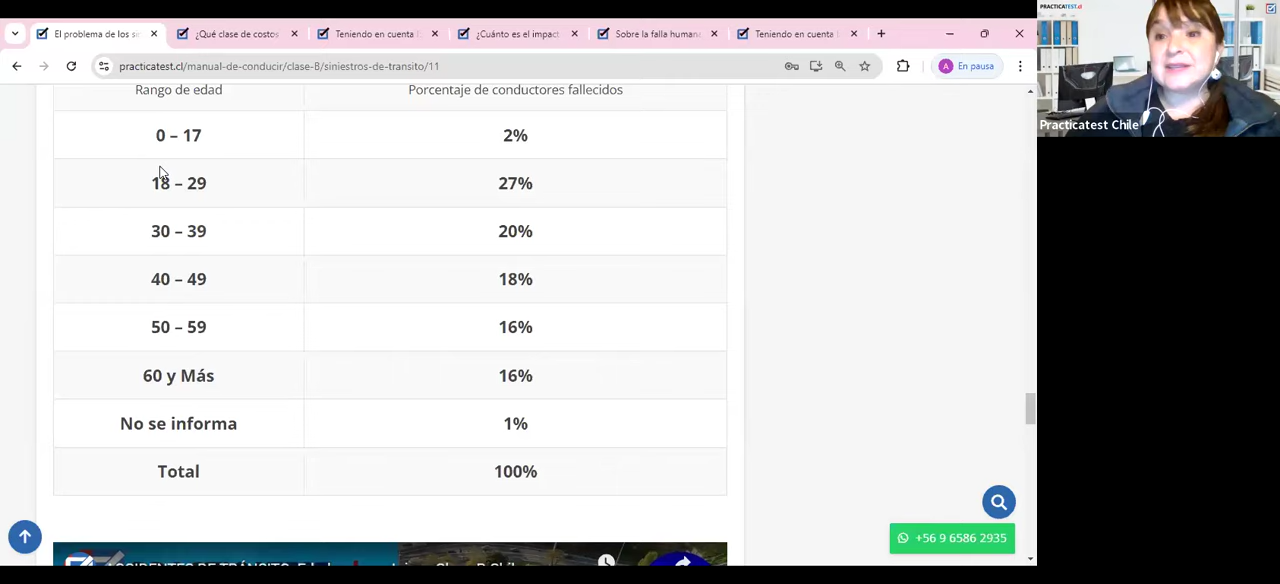 El problema de los si
¿Qué clase de costos
Teniendo en cuenta l
¿Cuánto es el impact
Sobre la falla humana
Teniendo en cuenta l
practicatest.cl/manual-de-conducir/clase-B/siniestros-de-transito/11
A En pausa
PRACTICATEST.cl
Practicatest Chile
Rango de edad Porcentaje de conductores fallecidos
0 – 17 2%
18 – 29 27%
30 – 39 20%
40 – 49 18%
50 – 59 16%
60 y Más 16%
No se informa 1%
Total 100%
+56 9 6586 2935